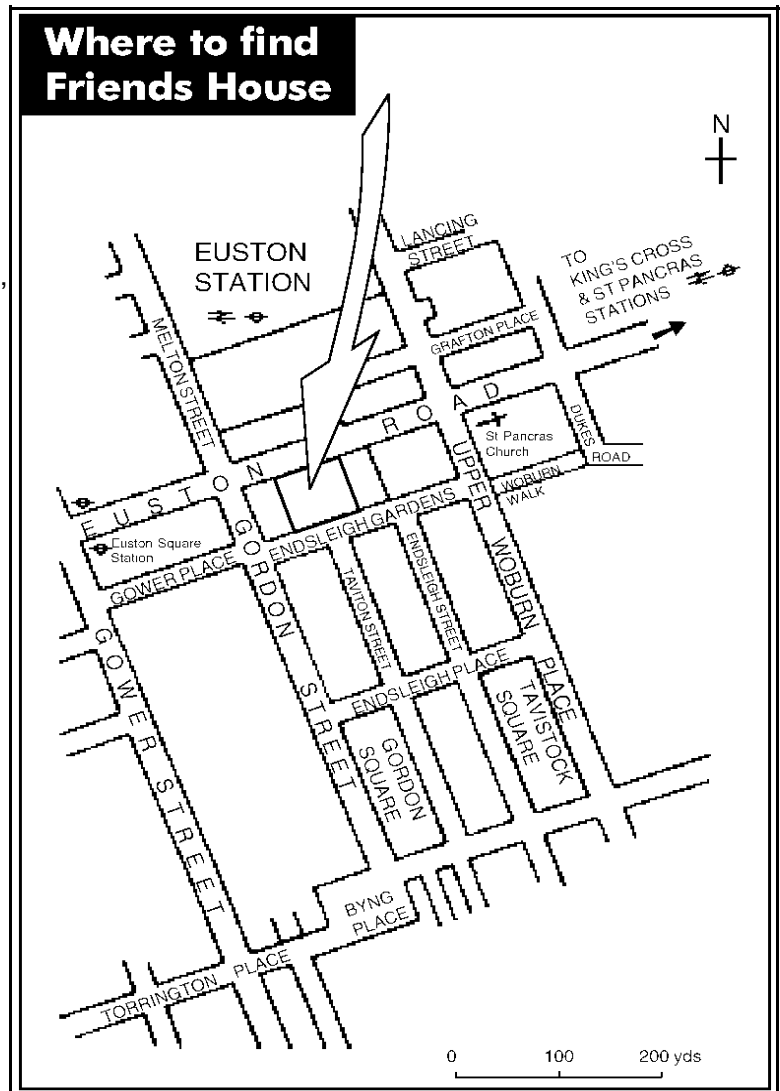 Where to find
Friends House
N
EUSTON
STATION
LANCING
STREET
TO
KING'S CROSS
& ST PANCRAS
STATIONS
MELTON STREET
GRAFTON PLACE
EUSTON ROAD
St Pancras
Church
DUKES
ROAD
UPPER WOBURN PLACE
WOBURN
WALK
Euston Square
Station
GOWER PLACE
ENDSLEIGH GARDENS
GORDON STREET
TAVITON STREET
ENDSLEIGH STREET
ENDSLEIGH PLACE
GOWER STREET
GORDON
SQUARE
TAVISTOCK
SQUARE
BYNG
PLACE
TORRINGTON PLACE
0 100 200 yds
,